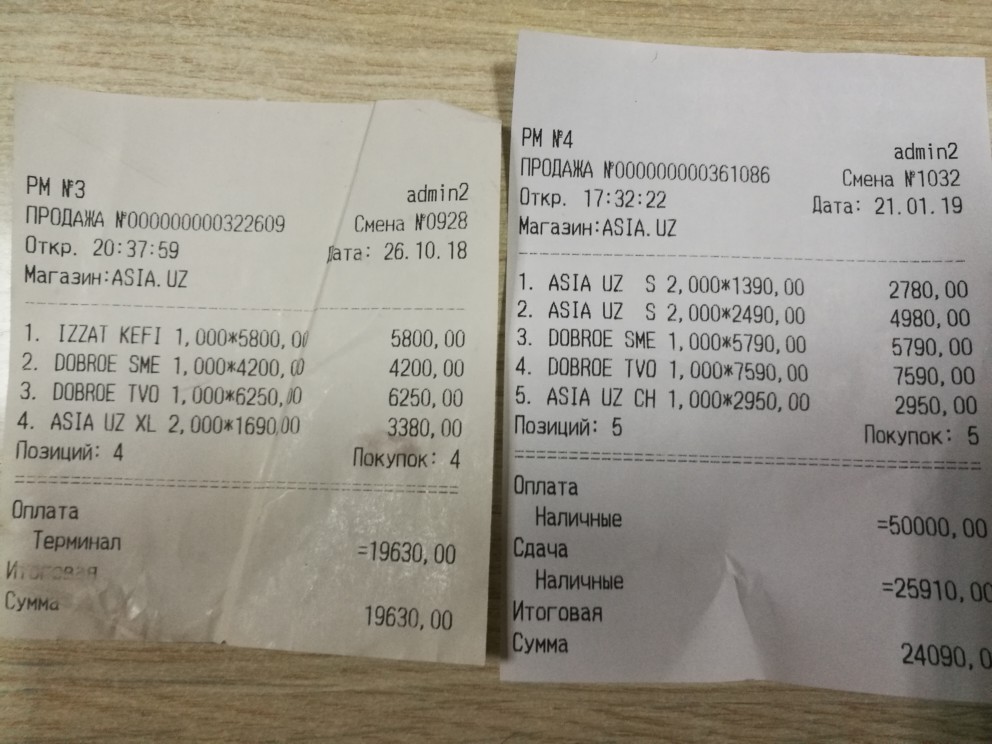 РМ №3
admin2
ПРОДАЖА №000000000322609
Смена №0928
Откр. 20:37:59
Дата: 26.10.18
Магазин:ASIA.UZ
1. IZZAT KEFI 1,000*5800,00 5800,00
2. DOBROE SME 1,000*4200,00 4200,00
3. DOBROE TVO 1,000*6250,00 6250,00
4. ASIA UZ XL 2,000*1690,00 3380,00
Позиций: 4 Покупок: 4
Оплата
Терминал =19630,00
Итоговая
Сумма 19630,00
РМ №4
admin2
ПРОДАЖА №000000000361086
Смена №1032
Откр. 17:32:22
Дата: 21.01.19
Магазин:ASIA.UZ
1. ASIA UZ S 2,000*1390,00 2780,00
2. ASIA UZ S 2,000*2490,00 4980,00
3. DOBROE SME 1,000*5790,00 5790,00
4. DOBROE TVO 1,000*7590,00 7590,00
5. ASIA UZ CH 1,000*2950,00 2950,00
Позиций: 5 Покупок: 5
Оплата
Наличные =50000,00
Сдача
Наличные =25910,00
Итоговая
Сумма 24090,0